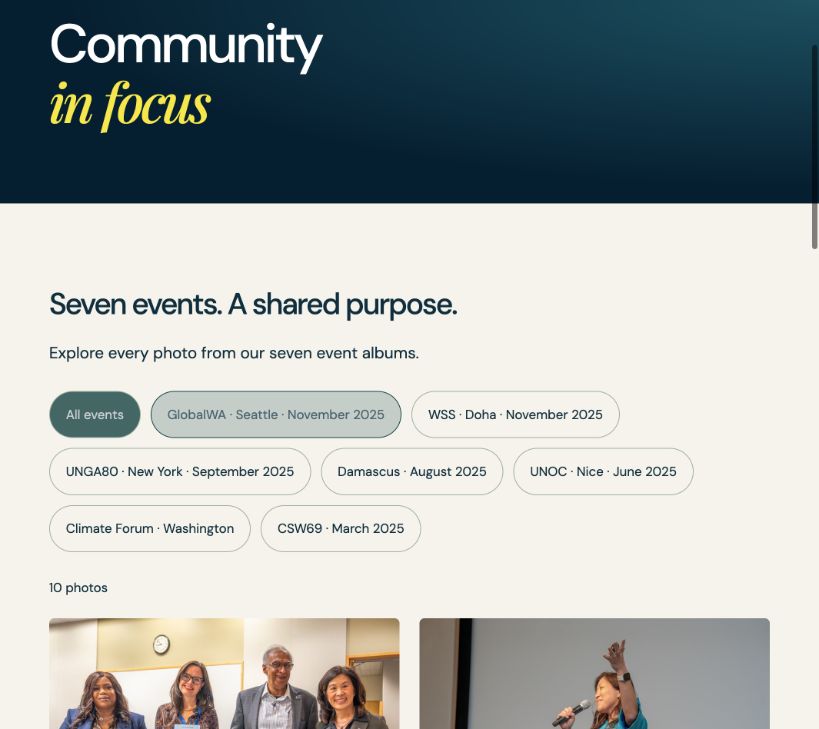 Community
in focus
Seven events. A shared purpose.
Explore every photo from our seven event albums.
All events
GlobalWA · Seattle · November 2025
WSS · Doha · November 2025
UNGA80 · New York · September 2025
Damascus · August 2025
UNOC · Nice · June 2025
Climate Forum · Washington
CSW69 · March 2025
10 photos